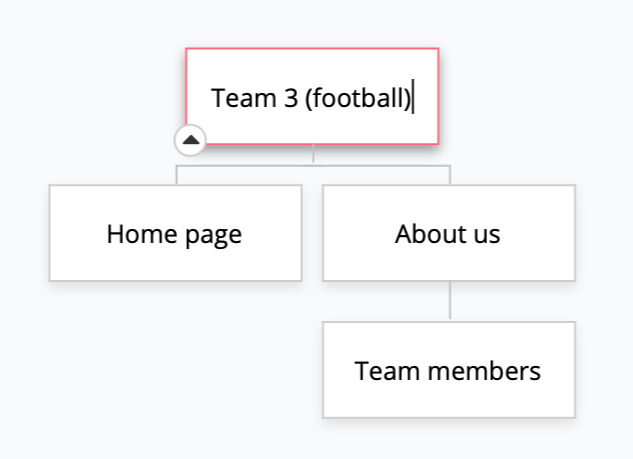 Team 3 (football)
Home page
About us
Team members